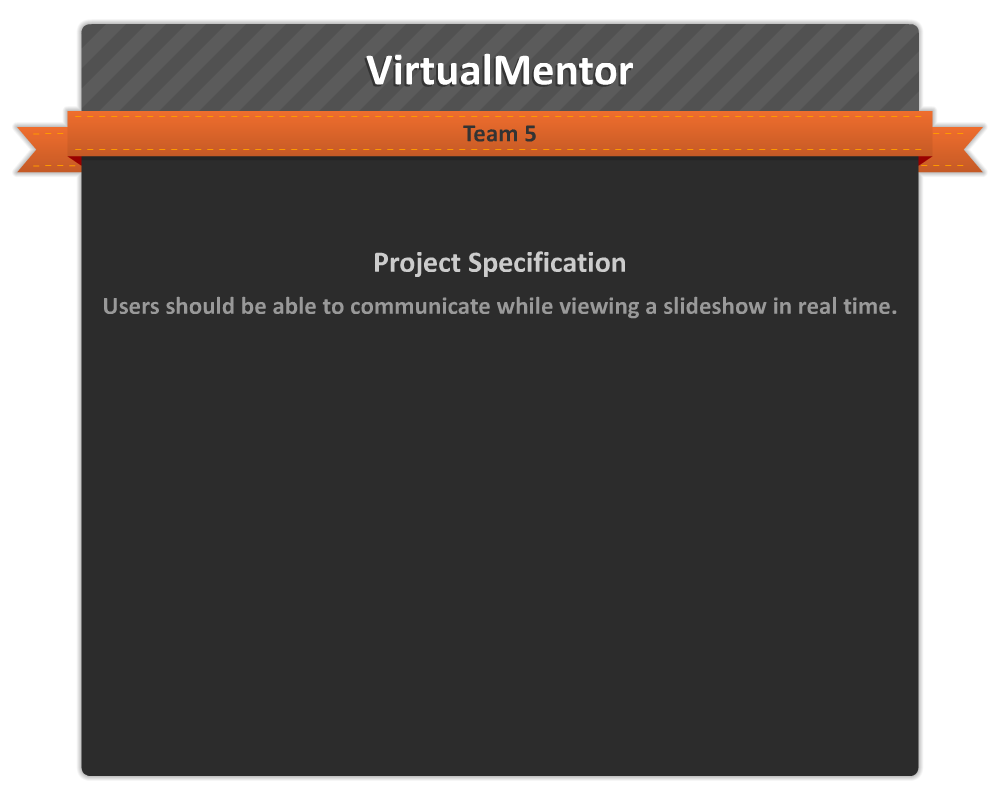 VirtualMentor
Team 5
Project Specification
Users should be able to communicate while viewing a slideshow in real time.